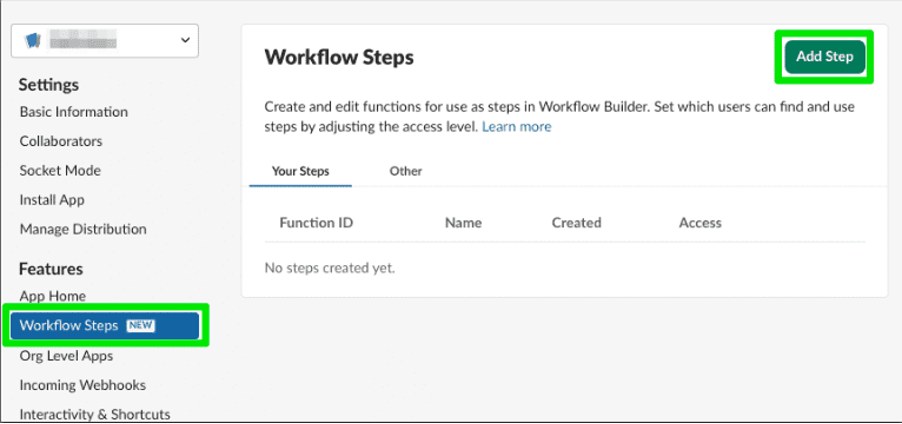 Settings
Basic Information
Collaborators
Socket Mode
Install App
Manage Distribution
Features
App Home
Workflow Steps NEW
Org Level Apps
Incoming Webhooks
Interactivity & Shortcuts
Workflow Steps
Add Step
Create and edit functions for use as steps in Workflow Builder. Set which users can find and use
steps by adjusting the access level. Learn more
Your Steps Other
Function ID Name Created Access
No steps created yet.